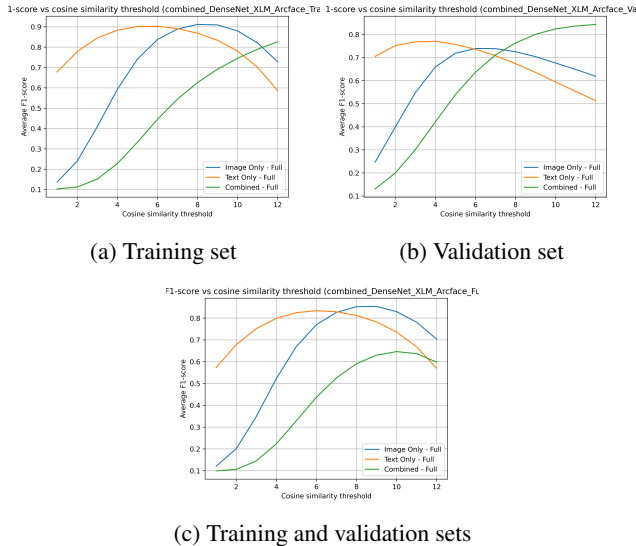 1-score vs cosine similarity threshold (combined_DenseNet_XLM_Arcface_Tra
1-score vs cosine similarity threshold (combined_DenseNet_XLM_Arcface_Va
0.9
0.8
0.7
0.6
0.5
0.4
0.3
0.2
0.1
Average F1-score
2 4 6 8 10 12
Cosine similarity threshold
Image Only - Full
Text Only - Full
Combined - Full
0.8
0.7
0.6
0.5
0.4
0.3
0.2
0.1
Average F1-score
2 4 6 8 10 12
Cosine similarity threshold
Image Only - Full
Text Only - Full
Combined - Full
(a) Training set
(b) Validation set
F1-score vs cosine similarity threshold (combined_DenseNet_XLM_Arcface_Fu
0.8
0.7
0.6
0.5
0.4
0.3
0.2
0.1
Average F1-score
2 4 6 8 10 12
Cosine similarity threshold
Image Only - Full
Text Only - Full
Combined - Full
(c) Training and validation sets